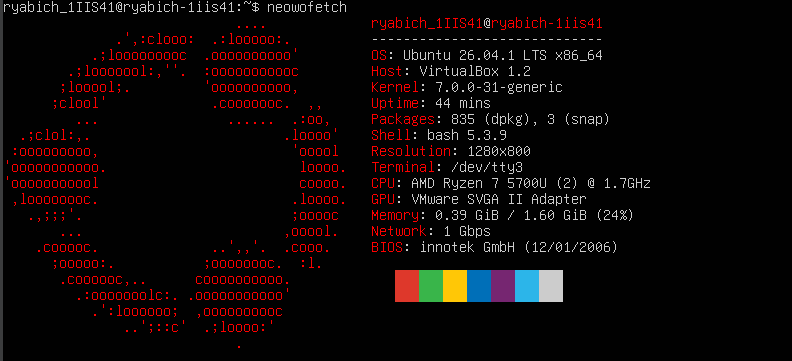 ryabich_1IIS41@ryabich-1iis41:~$ neowofetch
ryabich_1IIS41@ryabich-1iis41
-----------------------------
OS: Ubuntu 26.04.1 LTS x86_64
Host: VirtualBox 1.2
Kernel: 7.0.0-31-generic
Uptime: 44 mins
Packages: 835 (dpkg), 3 (snap)
Shell: bash 5.3.9
Resolution: 1280x800
Terminal: /dev/tty3
CPU: AMD Ryzen 7 5700U (2) @ 1.7GHz
GPU: VMware SVGA II Adapter
Memory: 0.39 GiB / 1.60 GiB (24%)
Network: 1 Gbps
BIOS: innotek GmbH (12/01/2006)